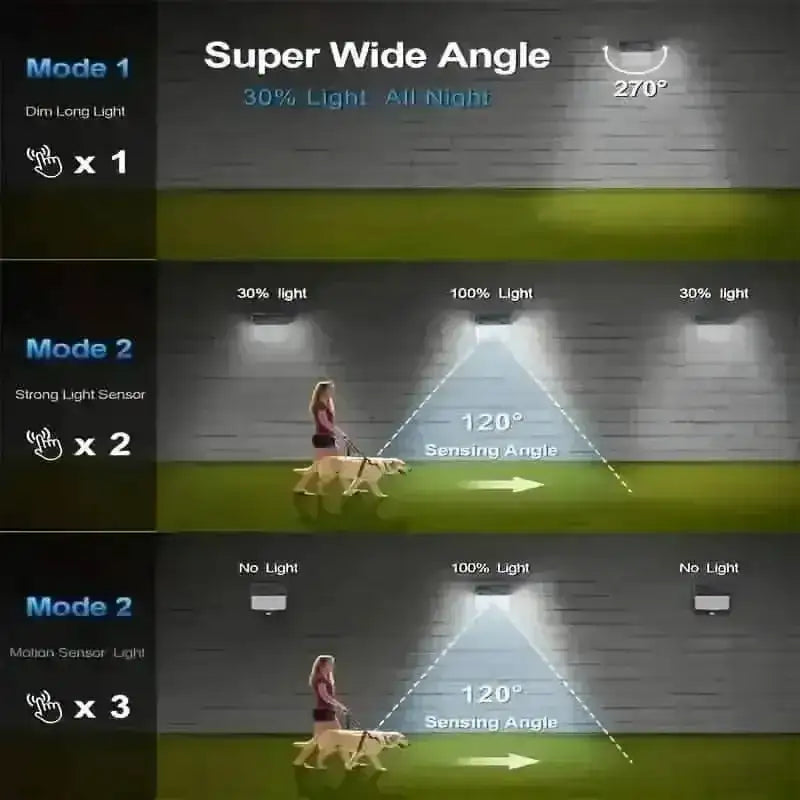 Mode 1
Dim Long Light
x 1
Super Wide Angle
30% Light All Night
270°
Mode 2
Strong Light Sensor
x 2
30% light
100% Light
30% light
120°
Sensing Angle
Mode 2
Motion Sensor Light
x 3
No Light
100% Light
No Light
120°
Sensing Angle